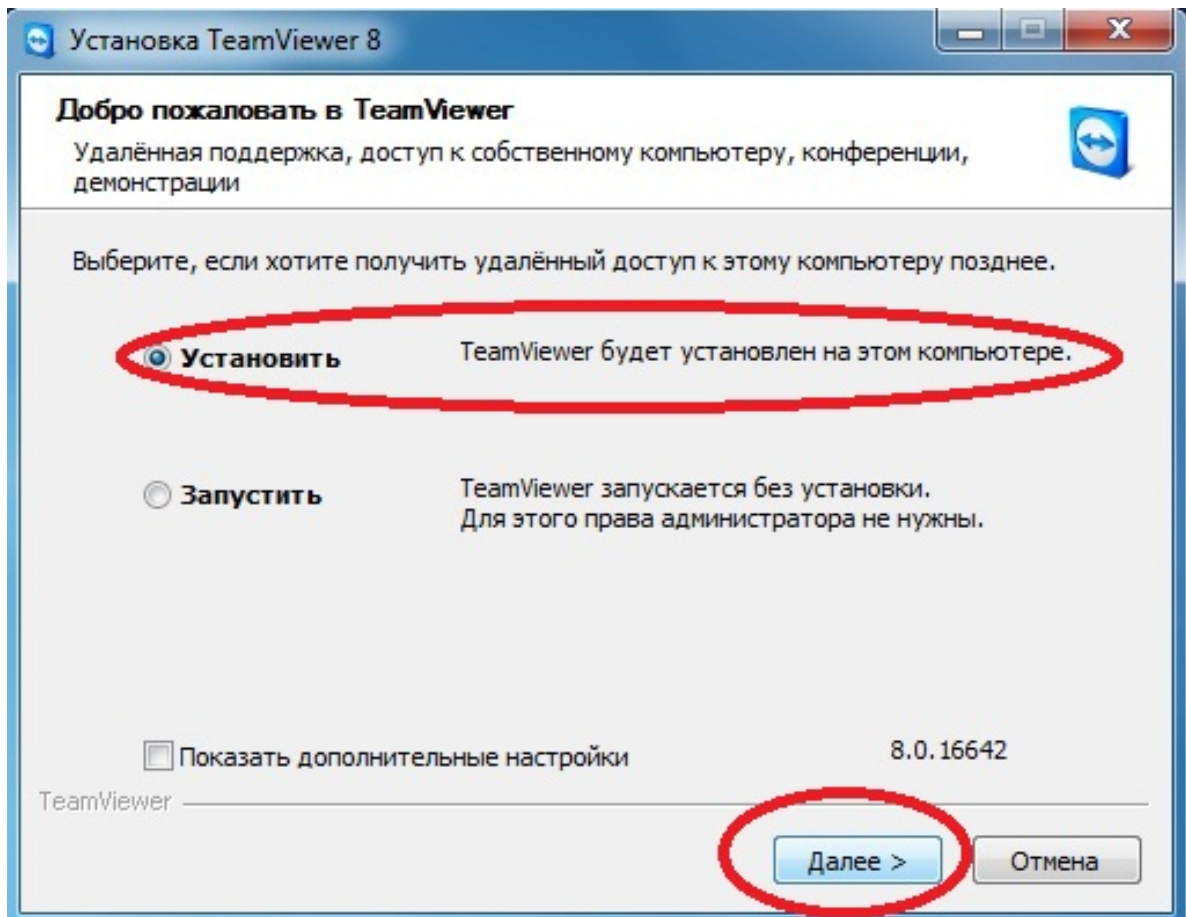 Установка TeamViewer 8
Добро пожаловать в TeamViewer
Удалённая поддержка, доступ к собственному компьютеру, конференции,
демонстрации
Выберите, если хотите получить удалённый доступ к этому компьютеру позднее.
Установить TeamViewer будет установлен на этом компьютере.
Запустить TeamViewer запускается без установки.
Для этого права администратора не нужны.
Показать дополнительные настройки 8.0.16642
TeamViewer
Далее > Отмена